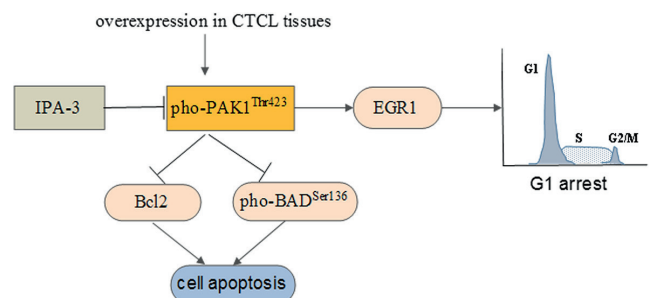 overexpression in CTCL tissues
IPA-3
pho-PAK1Thr423
EGR1
G1
S
G2/M
G1 arrest
Bcl2
pho-BADSer136
cell apoptosis